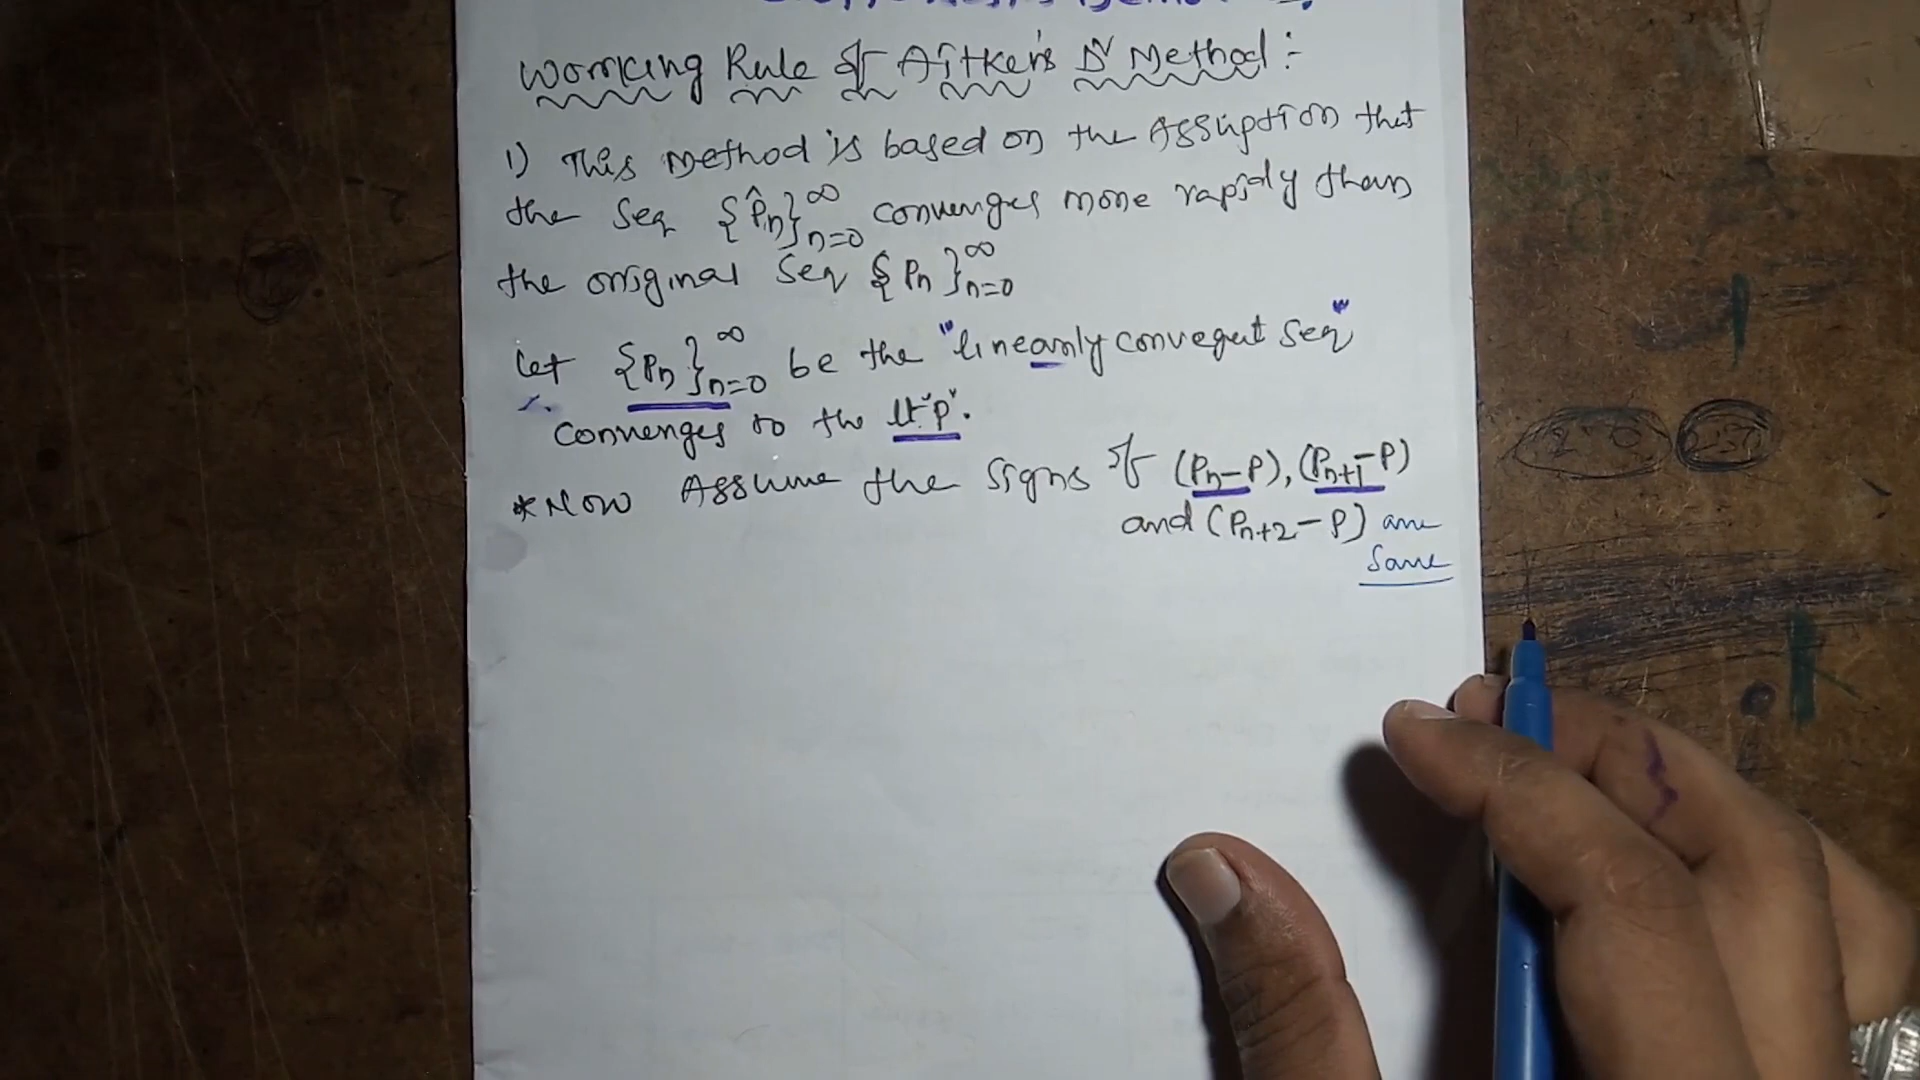 Working Rule of Aitken's Δ² Method :-
1) This Method is based on the Assuption that
the Seq {P̂n}∞n=0 converges more rapidly than
the original Seq {Pn}∞n=0
Let {Pn}∞n=0 be the "linearly convegent Seq"
Converges to the lt "P".
*Now Assume the signs of (Pn-P), (Pn+1-P)
and (Pn+2-P) are
Same